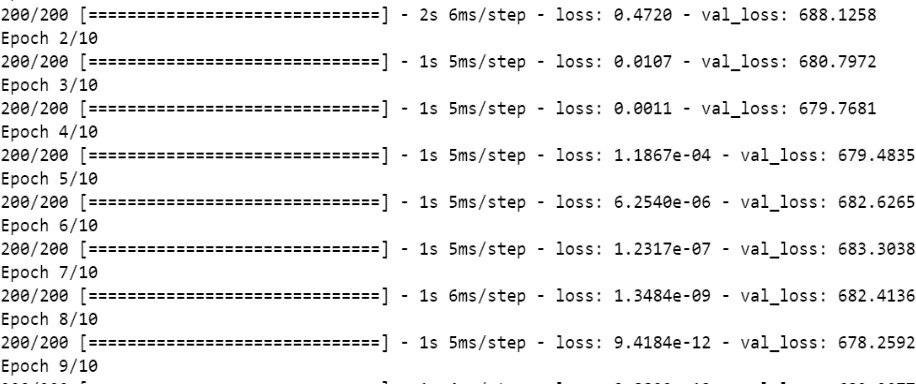 200/200 [==============================] - 2s 6ms/step - loss: 0.4720 - val_loss: 688.1258
Epoch 2/10
200/200 [==============================] - 1s 5ms/step - loss: 0.0107 - val_loss: 680.7972
Epoch 3/10
200/200 [==============================] - 1s 5ms/step - loss: 0.0011 - val_loss: 679.7681
Epoch 4/10
200/200 [==============================] - 1s 5ms/step - loss: 1.1867e-04 - val_loss: 679.4835
Epoch 5/10
200/200 [==============================] - 1s 5ms/step - loss: 6.2540e-06 - val_loss: 682.6265
Epoch 6/10
200/200 [==============================] - 1s 5ms/step - loss: 1.2317e-07 - val_loss: 683.3038
Epoch 7/10
200/200 [==============================] - 1s 6ms/step - loss: 1.3484e-09 - val_loss: 682.4136
Epoch 8/10
200/200 [==============================] - 1s 5ms/step - loss: 9.4184e-12 - val_loss: 678.2592
Epoch 9/10